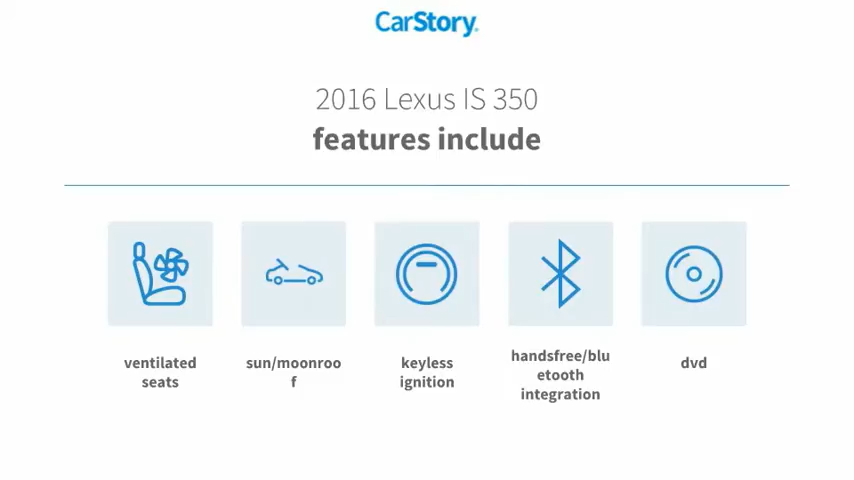 CarStory.
2016 Lexus IS 350
features include
ventilated
seats
sun/moonroo
f
keyless
ignition
handsfree/blu
etooth
integration
dvd